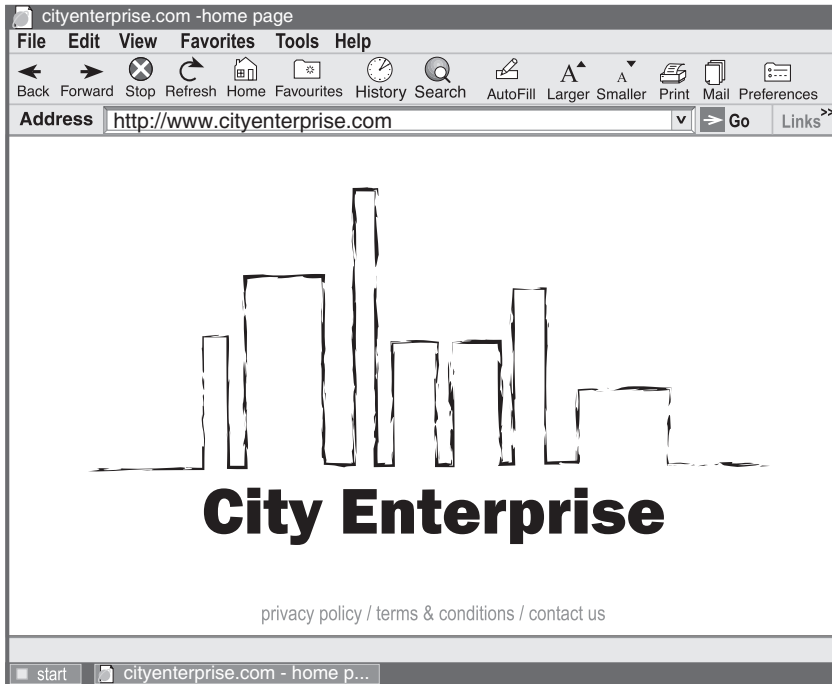 cityenterprise.com -home page
File Edit View Favorites Tools Help
Back Forward Stop Refresh Home Favourites History Search AutoFill Larger Smaller Print Mail Preferences
Address http://www.cityenterprise.com v Go Links >>
City Enterprise
privacy policy / terms & conditions / contact us
start cityenterprise.com - home p...